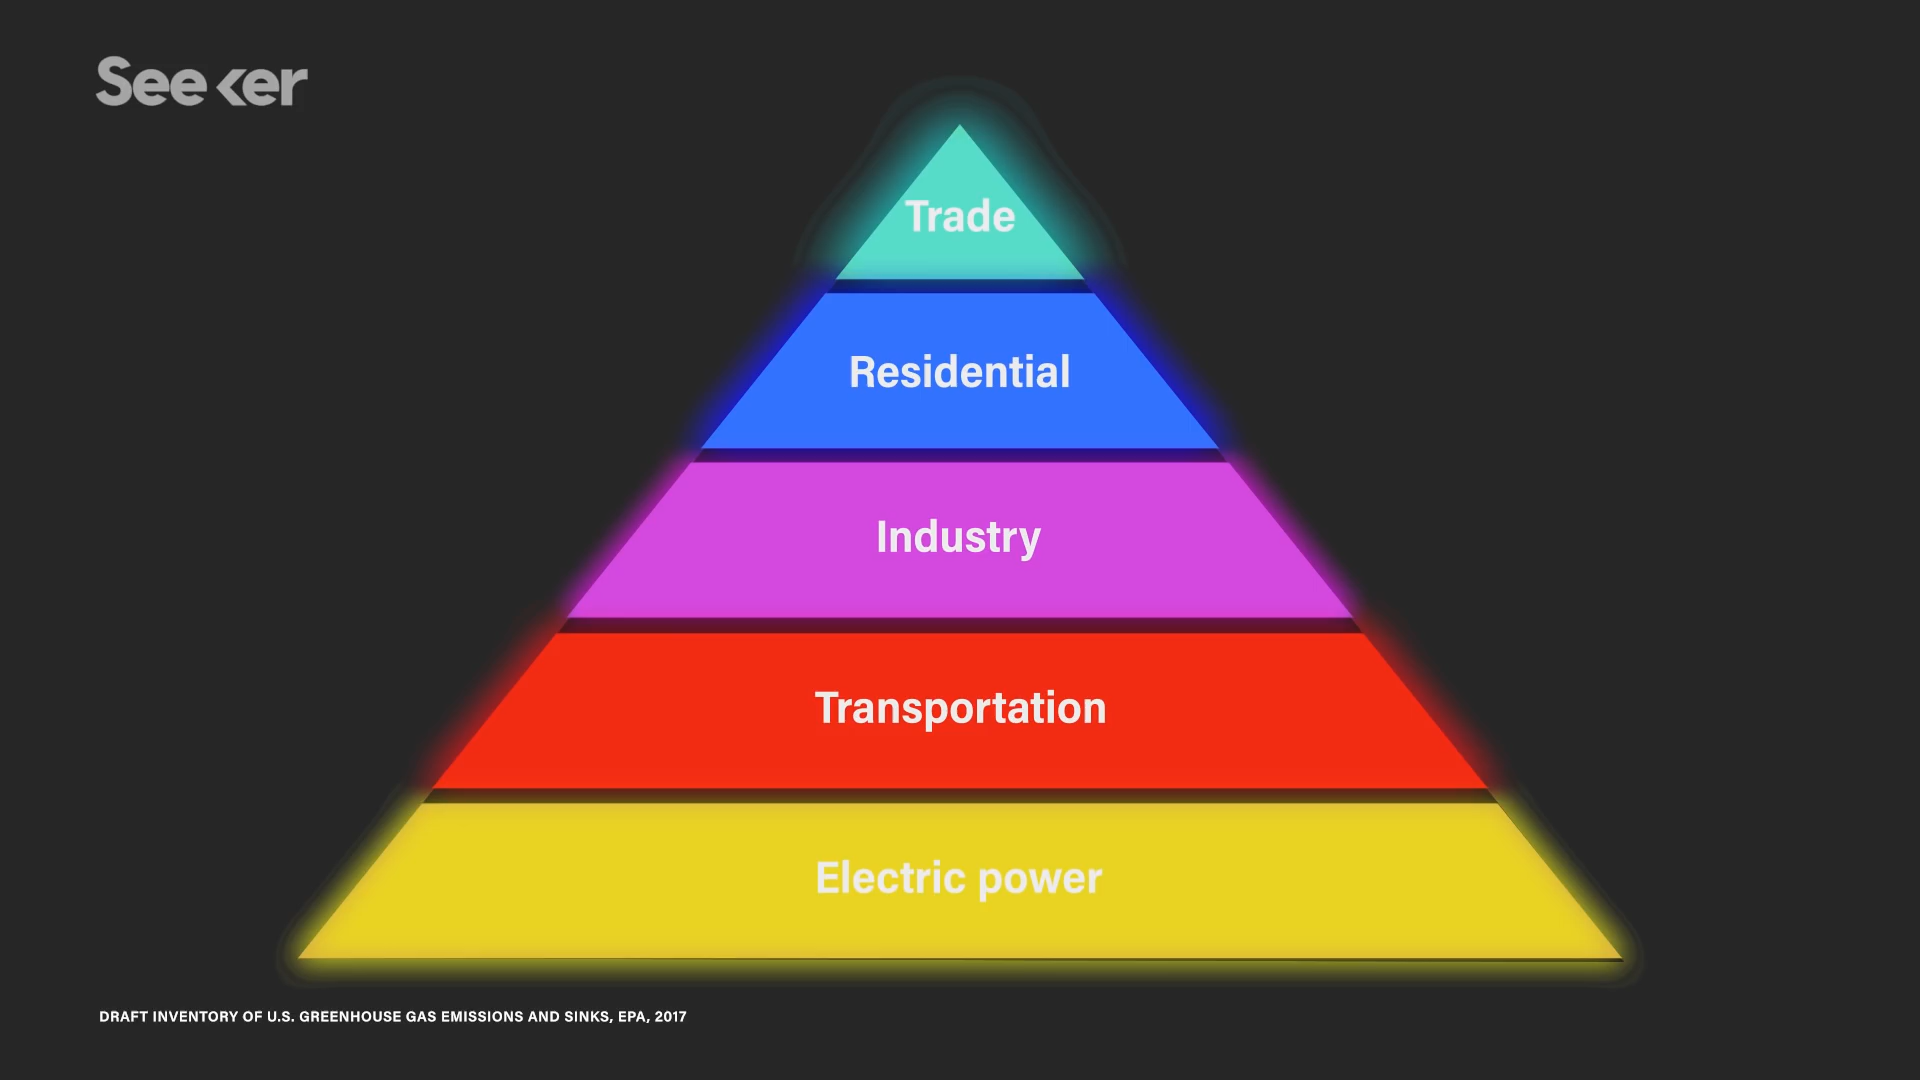 Seeker
Trade
Residential
Industry
Transportation
Electric power
DRAFT INVENTORY OF U.S. GREENHOUSE GAS EMISSIONS AND SINKS, EPA, 2017